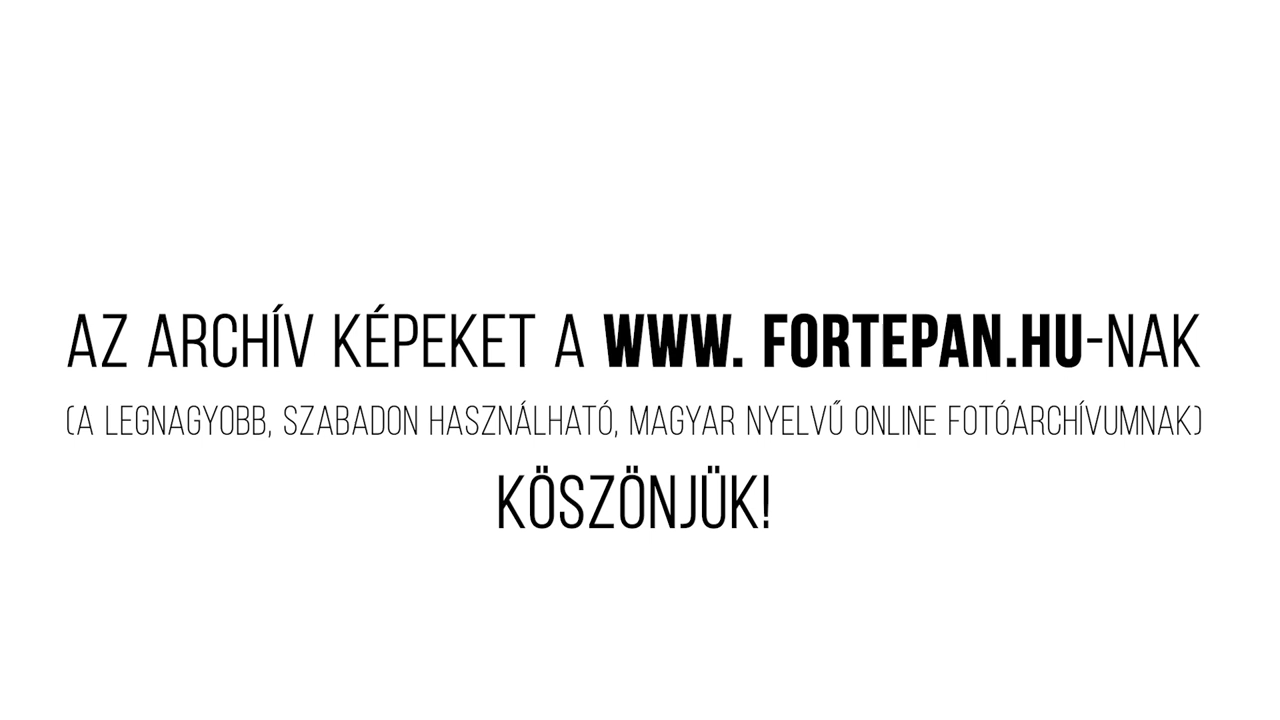 AZ ARCHÍV KÉPEKET A WWW. FORTEPAN.HU-NAK
(A LEGNAGYOBB, SZABADON HASZNÁLHATÓ, MAGYAR NYELVŰ ONLINE FOTÓARCHÍVUMNAK)
KÖSZÖNJÜK!